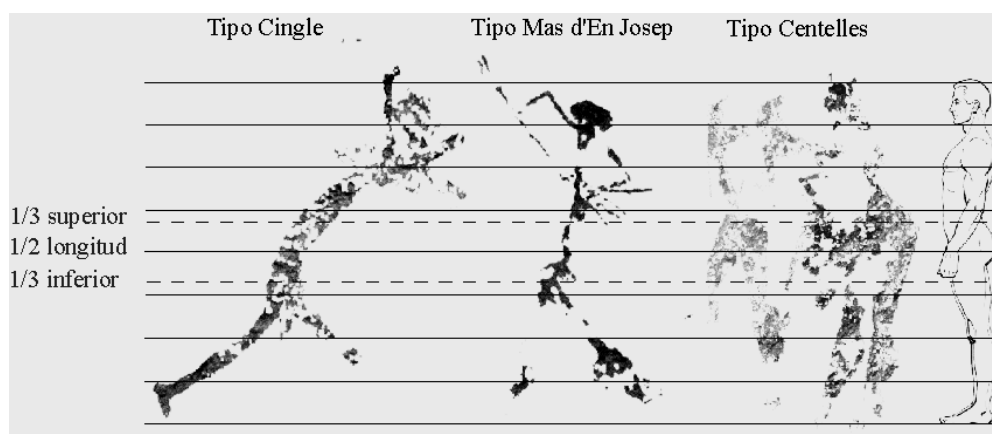 Tipo Cingle
Tipo Mas d'En Josep
Tipo Centelles
1/3 superior
1/2 longitud
1/3 inferior